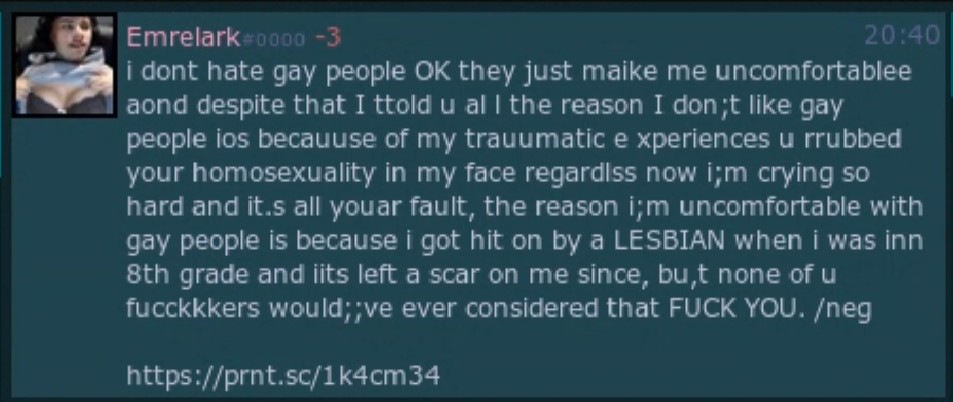 Emrelark#0000 -3 20:40
i dont hate gay people OK they just maike me uncomfortablee
aond despite that I ttold u al l the reason I don;t like gay
people ios becauuse of my trauumatic e xperiences u rrubbed
your homosexuality in my face regardlss now i;m crying so
hard and it.s all youar fault, the reason i;m uncomfortable with
gay people is because i got hit on by a LESBIAN when i was inn
8th grade and iits left a scar on me since, bu,t none of u
fucckkkers would;;ve ever considered that FUCK YOU. /neg
https://prnt.sc/1k4cm34